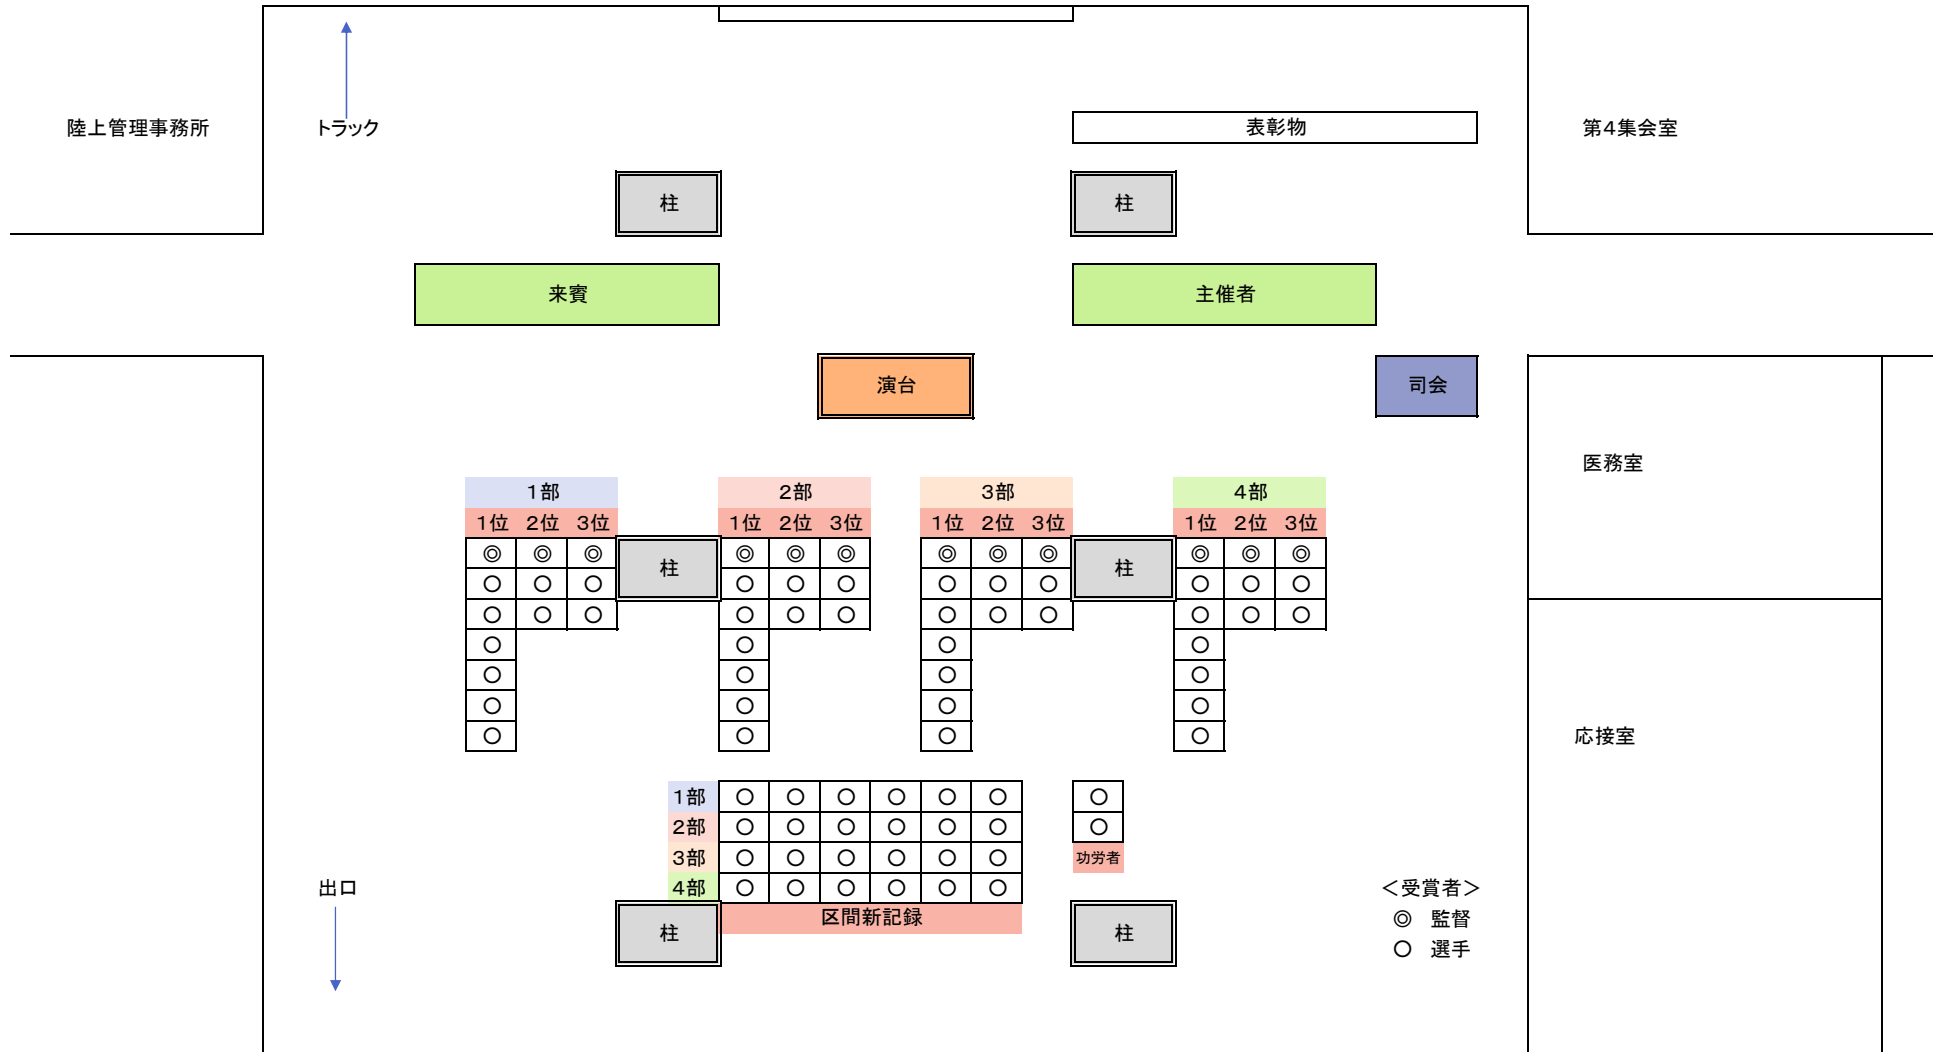 陸上管理事務所 トラック 表彰物 第4集会室
柱 柱
来賓 主催者
演台 司会
医務室
1部 2部 3部 4部
1位 2位 3位 1位 2位 3位 1位 2位 3位 1位 2位 3位
◎ ◎ ◎ ◎ ◎ ◎ ◎ ◎ ◎ ◎ ◎ ◎
柱 柱
○ ○ ○ ○ ○ ○ ○ ○ ○ ○ ○ ○
○ ○ ○ ○ ○ ○ ○ ○ ○ ○ ○ ○
○ ○ ○ ○
○ ○ ○ ○
○ ○ ○ ○
○ ○ ○ ○
応接室
1部 ○ ○ ○ ○ ○ ○ ○
2部 ○ ○ ○ ○ ○ ○ ○
3部 ○ ○ ○ ○ ○ ○ 功労者
4部 ○ ○ ○ ○ ○ ○
出口
区間新記録
柱 柱
＜受賞者＞
◎ 監督
○ 選手